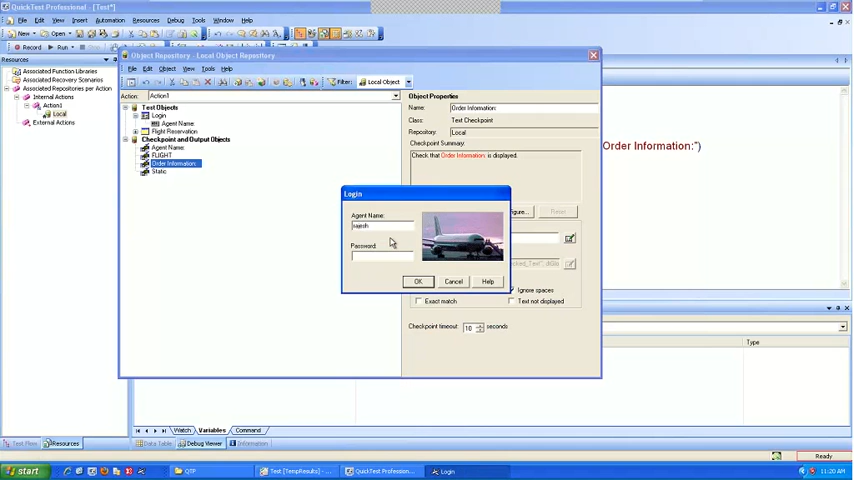 QuickTest Professional - [Test*]
File Edit View Insert Automation Resources Debug Tools Window Help
New Open
Record Run
Resources
Associated Function Libraries
Associated Recovery Scenarios
Associated Repositories per Action
Internal Actions
Action1
Local
External Actions
Object Repository - Local Object Repository
File Edit Object View Tools Help
Filter: Local Object
Action: Action1
Test Objects
Login
Agent Name:
Flight Reservation
Checkpoint and Output Objects
Agent Name:
FLIGHT
Order Information:
Static
Object Properties
Name: Order Information:
Class: Text Checkpoint
Repository: Local
Checkpoint Summary:
Check that Order Information: is displayed.
Reset
Ignore spaces
Exact match Text not displayed
Checkpoint timeout: 10 seconds
Order Information:")
Login
Agent Name:
rajesh
Password:
OK Cancel Help
Type
Watch Variables Command
Test Flow Resources Data Table Debug Viewer Information
Ready
start QTP Test [TempResults] - ... QuickTest Professional... Login 11:20 AM